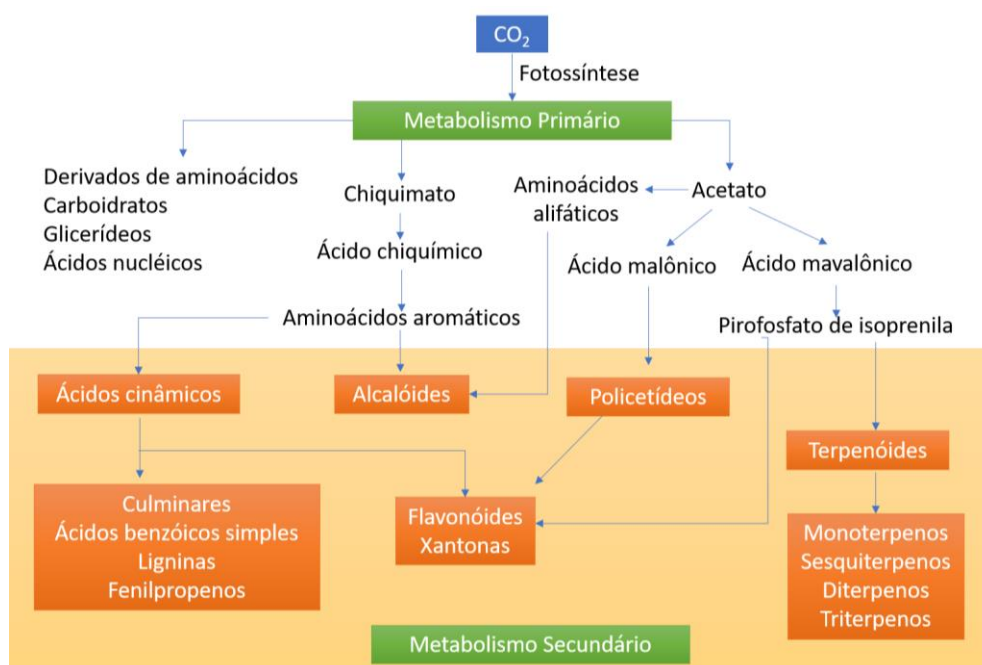 CO₂
Fotossíntese
Metabolismo Primário
Derivados de aminoácidos
Carboidratos
Glicerídeos
Ácidos nucléicos
Chiquimato
Ácido chiquímico
Aminoácidos aromáticos
Aminoácidos
alifáticos
Acetato
Ácido malônico
Ácido mavalônico
Pirofosfato de isoprenila
Ácidos cinâmicos
Alcalóides
Policetídeos
Terpenóides
Culminares
Ácidos benzóicos simples
Ligninas
Fenilpropenos
Flavonóides
Xantonas
Monoterpenos
Sesquiterpenos
Diterpenos
Triterpenos
Metabolismo Secundário